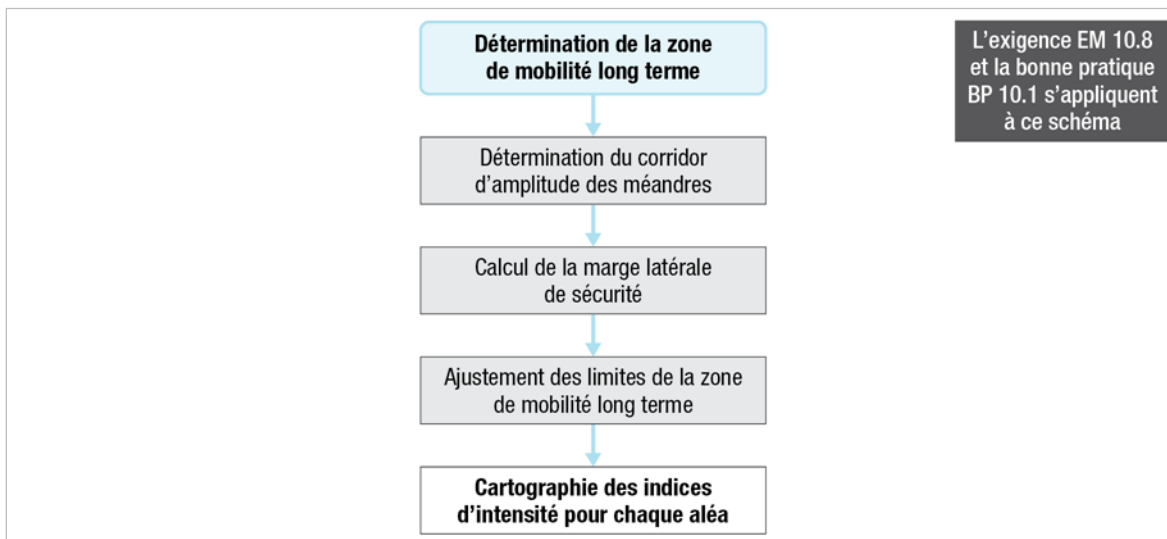 Détermination de la zone
de mobilité long terme
L'exigence EM 10.8
et la bonne pratique
BP 10.1 s'appliquent
à ce schéma
Détermination du corridor
d'amplitude des méandres
Calcul de la marge latérale
de sécurité
Ajustement des limites de la zone
de mobilité long terme
Cartographie des indices
d'intensité pour chaque aléa